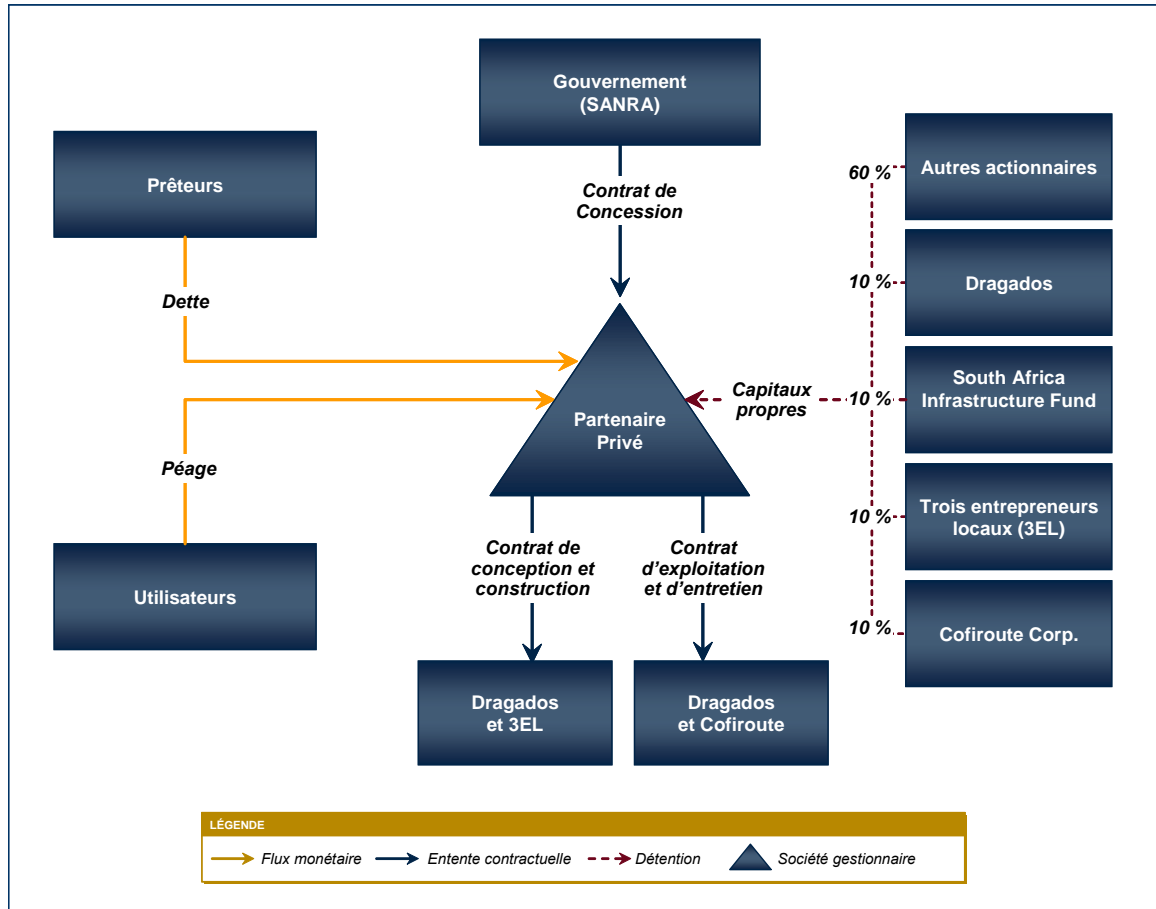 Gouvernement
(SANRA)
Prêteurs
Contrat de
Concession
60 %
Autres actionnaires
Dette
10 %
Dragados
Capitaux
propres
10 %
South Africa
Infrastructure Fund
Partenaire
Privé
Péage
10 %
Trois entrepreneurs
locaux (3EL)
Contrat de
conception et
construction
Contrat
d'exploitation
et d'entretien
Utilisateurs
10 %
Cofiroute Corp.
Dragados
et 3EL
Dragados
et Cofiroute
LÉGENDE
Flux monétaire
Entente contractuelle
Détention
Société gestionnaire